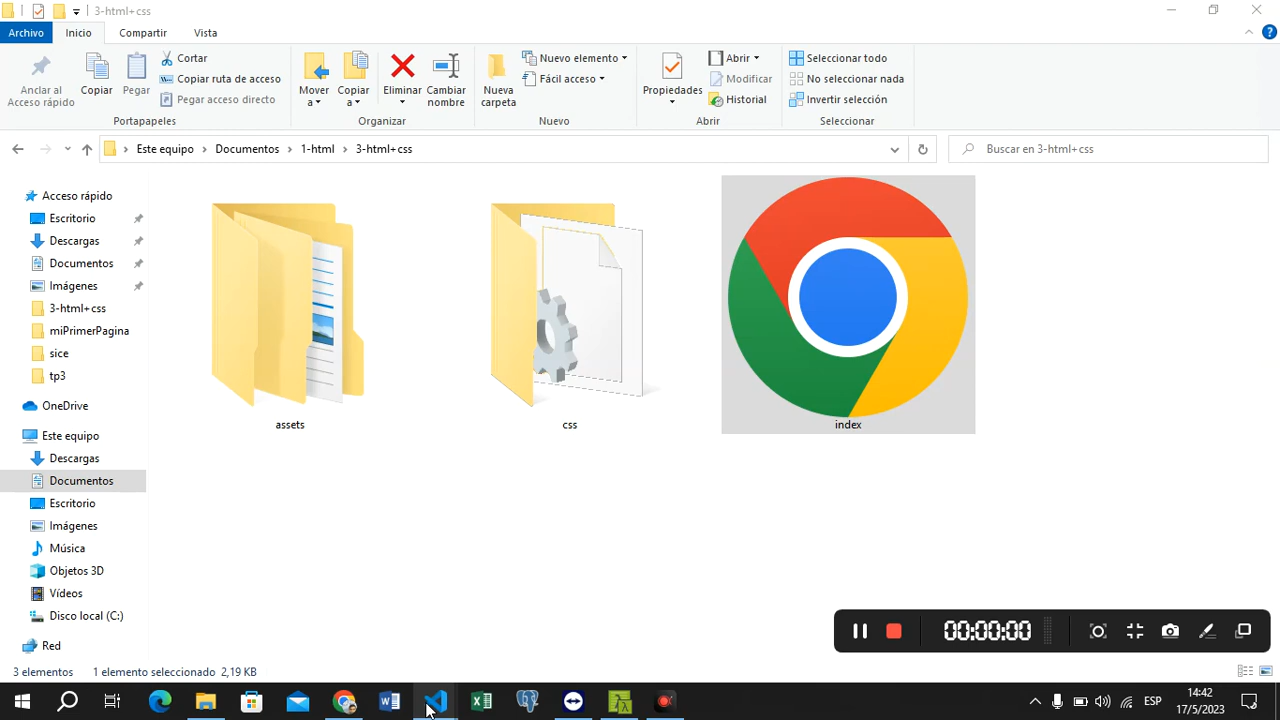 3-html+css
Archivo Inicio Compartir Vista
Anclar al
Acceso rápido
Copiar
Pegar
Cortar
Copiar ruta de acceso
Pegar acceso directo
Portapapeles
Mover
a
Copiar
a
Eliminar
Cambiar
nombre
Organizar
Nueva
carpeta
Nuevo elemento
Fácil acceso
Nuevo
Propiedades
Abrir
Modificar
Historial
Abrir
Seleccionar todo
No seleccionar nada
Invertir selección
Seleccionar
Este equipo Documentos 1-html 3-html+css
Buscar en 3-html+css
Acceso rápido
Escritorio
Descargas
Documentos
Imágenes
3-html+css
miPrimerPagina
sice
tp3
OneDrive
Este equipo
Descargas
Documentos
Escritorio
Imágenes
Música
Objetos 3D
Vídeos
Disco local (C:)
Red
assets
css
index
00:00:00
3 elementos 1 elemento seleccionado 2,19 KB
ESP
14:42
17/5/2023